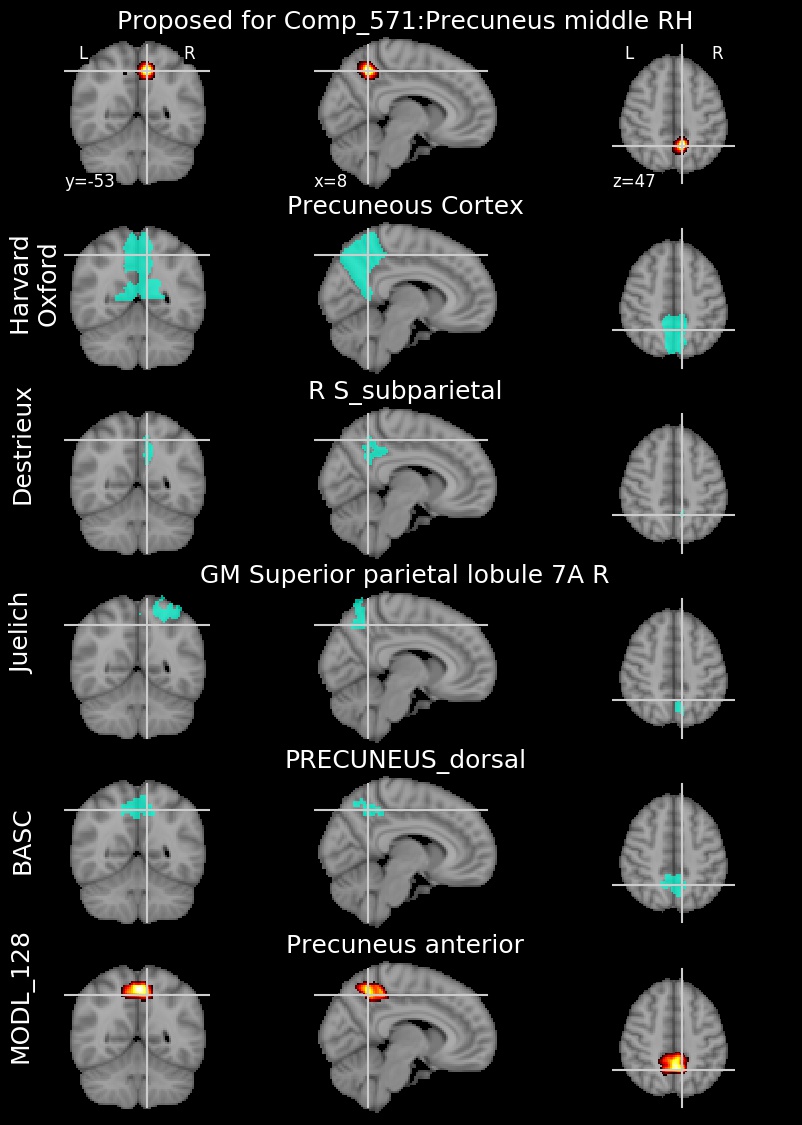 Proposed for Comp_571:Precuneus middle RH
L R L R
y=-53 x=8 z=47
Precuneous Cortex
Harvard
Oxford
R S_subparietal
Destrieux
GM Superior parietal lobule 7A R
Juelich
PRECUNEUS_dorsal
BASC
Precuneus anterior
MODL_128